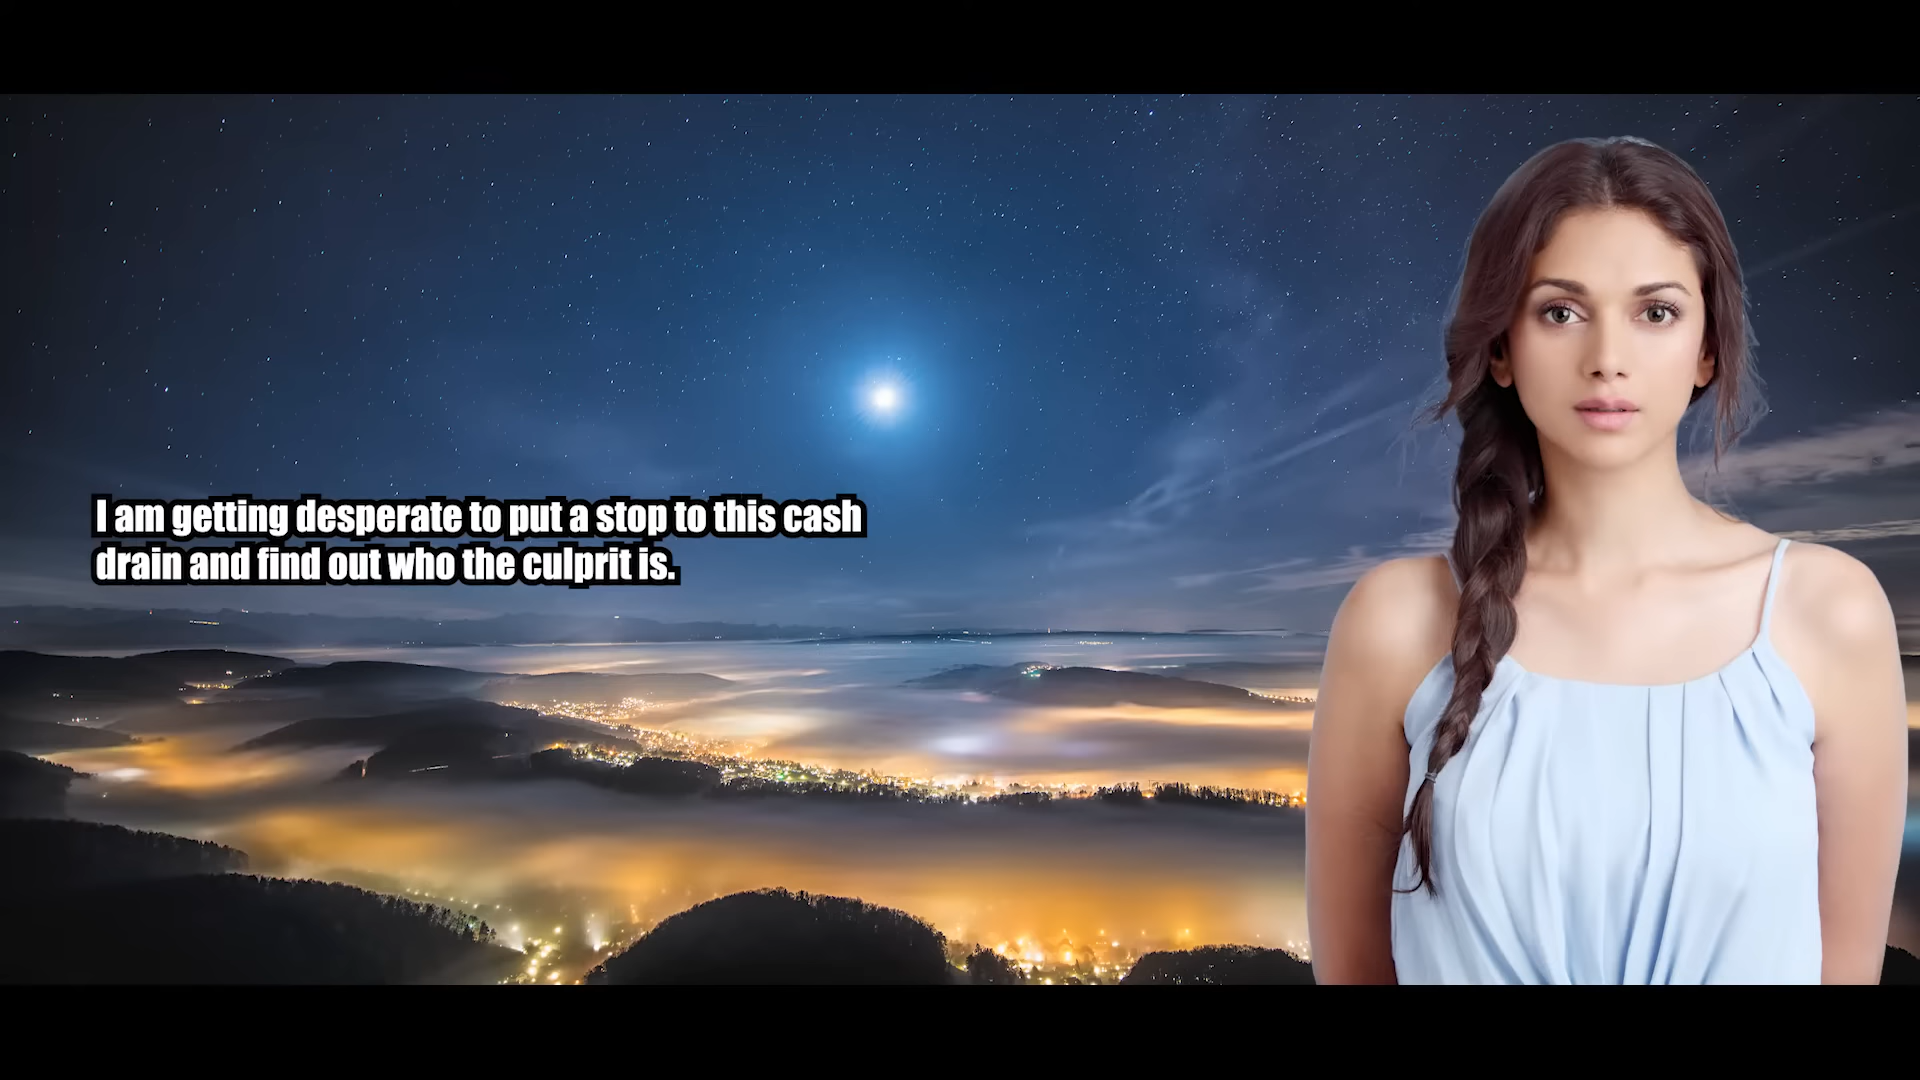 I am getting desperate to put a stop to this cash
drain and find out who the culprit is.